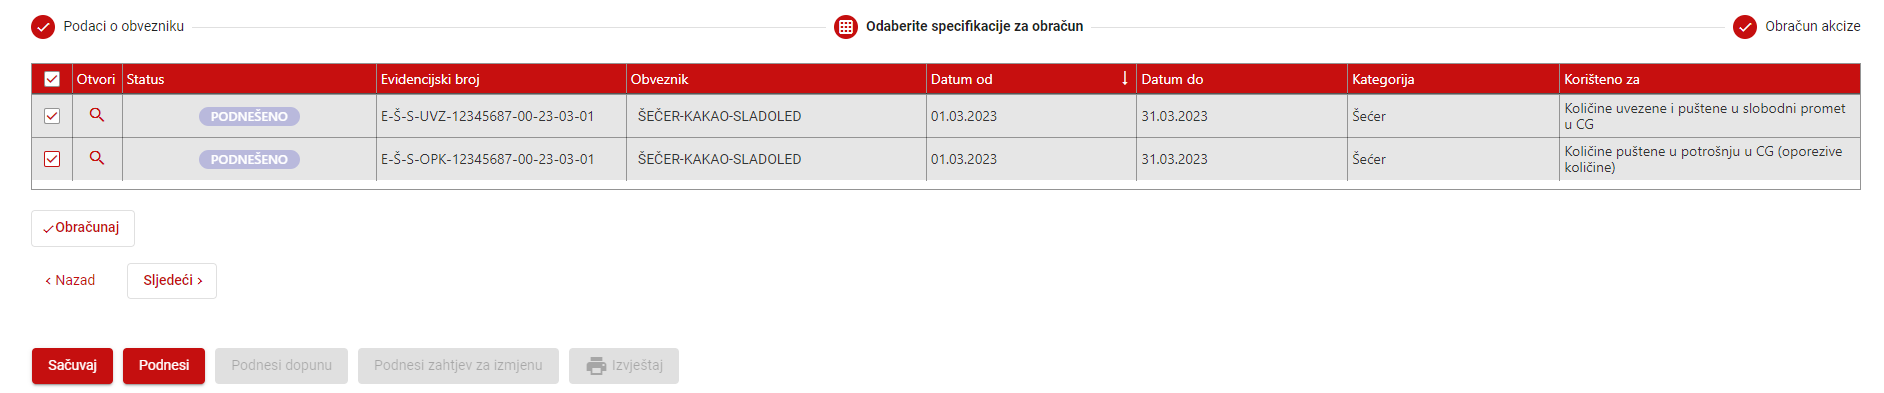 Podaci o obvezniku
Odaberite specifikacije za obračun
Obračun akcize
Otvori Status Evidencijski broj Obveznik Datum od Datum do Kategorija Korišteno za
PODNEŠENO E-Š-S-UVZ-12345687-00-23-03-01 ŠEČER-KAKAO-SLADOLED 01.03.2023 31.03.2023 Šećer Količine uvezene i puštene u slobodni promet
u CG
PODNEŠENO E-Š-S-OPK-12345687-00-23-03-01 ŠEČER-KAKAO-SLADOLED 01.03.2023 31.03.2023 Šećer Količine puštene u potrošnju u CG (oporezive
količine)
Obračunaj
Nazad Sljedeći
Sačuvaj Podnesi Podnesi dopunu Podnesi zahtjev za izmjenu Izvještaj